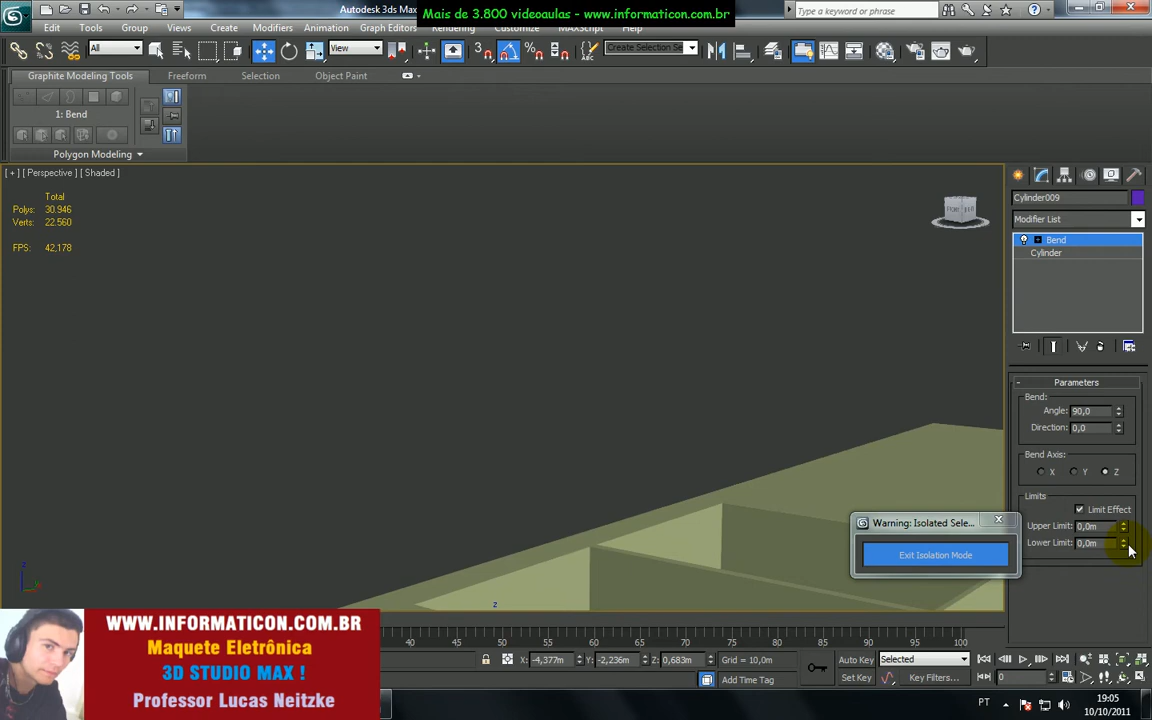 Autodesk 3ds Max
Mais de 3.800 videoaulas - www.informaticon.com.br
Type a keyword or phrase
Edit Tools Group Views Create Modifiers Animation Graph Editors Rendering Customize MAXScript Help
All
View
Create Selection Se
Graphite Modeling Tools Freeform Selection Object Paint
1: Bend
Polygon Modeling
[ + ] [ Perspective ] [ Shaded ]
Total
Polys: 30.946
Verts: 22.560
FPS: 42,178
Cylinder009
Modifier List
Bend
Cylinder
Parameters
Bend:
Angle: 90,0
Direction: 0,0
Bend Axis:
X Y Z
Limits
Limit Effect
Upper Limit: 0,0m
Lower Limit: 0,0m
Warning: Isolated Sele...
Exit Isolation Mode
z
z
WWW.INFORMATICON.COM.BR
Maquete Eletrônica
3D STUDIO MAX !
Professor Lucas Neitzke
40 45 50 55 60 65 70 75 80 85 90 95 100
X: -4,377m Y: -2,236m Z: 0,683m Grid = 10,0m
Add Time Tag
Auto Key Selected
Set Key Key Filters...
0
PT
19:05
10/10/2011